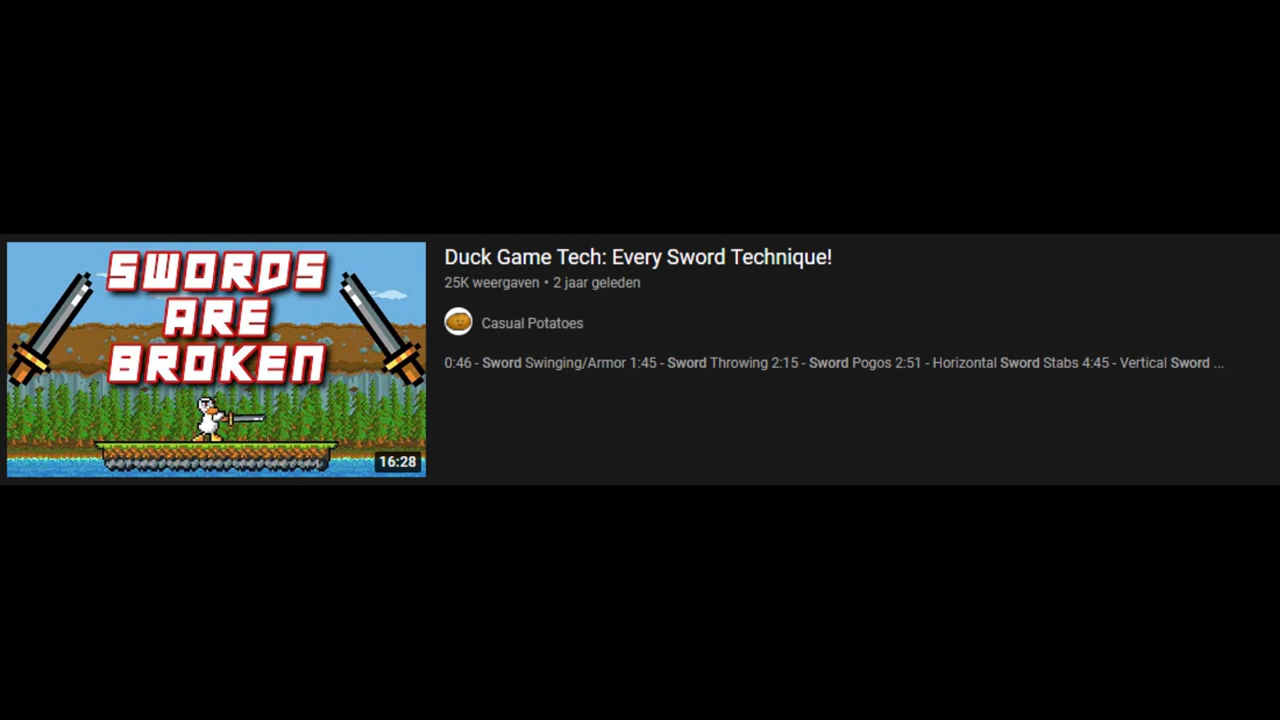 SWORDS
ARE
BROKEN
16:28
Duck Game Tech: Every Sword Technique!
25K weergaven • 2 jaar geleden
Casual Potatoes
0:46 - Sword Swinging/Armor 1:45 - Sword Throwing 2:15 - Sword Pogos 2:51 - Horizontal Sword Stabs 4:45 - Vertical Sword ...